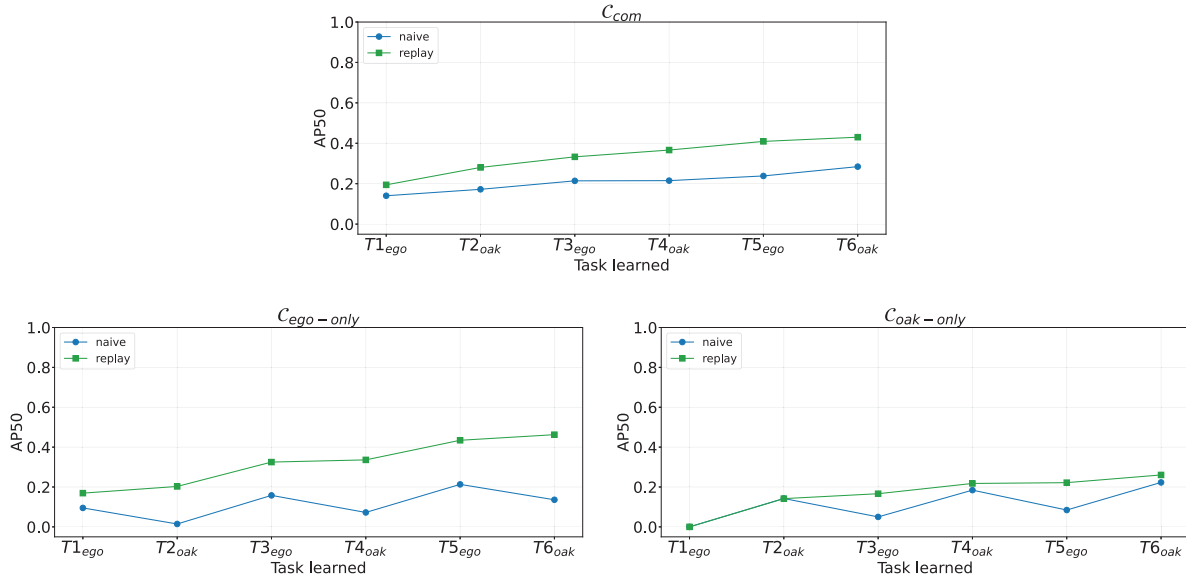 C_com
1.0
0.8
0.6
0.4
0.2
0.0
AP50
naive
replay
T1_ego T2_oak T3_ego T4_oak T5_ego T6_oak
Task learned
C_ego-only
1.0
0.8
0.6
0.4
0.2
0.0
AP50
naive
replay
T1_ego T2_oak T3_ego T4_oak T5_ego T6_oak
Task learned
C_oak-only
1.0
0.8
0.6
0.4
0.2
0.0
AP50
naive
replay
T1_ego T2_oak T3_ego T4_oak T5_ego T6_oak
Task learned